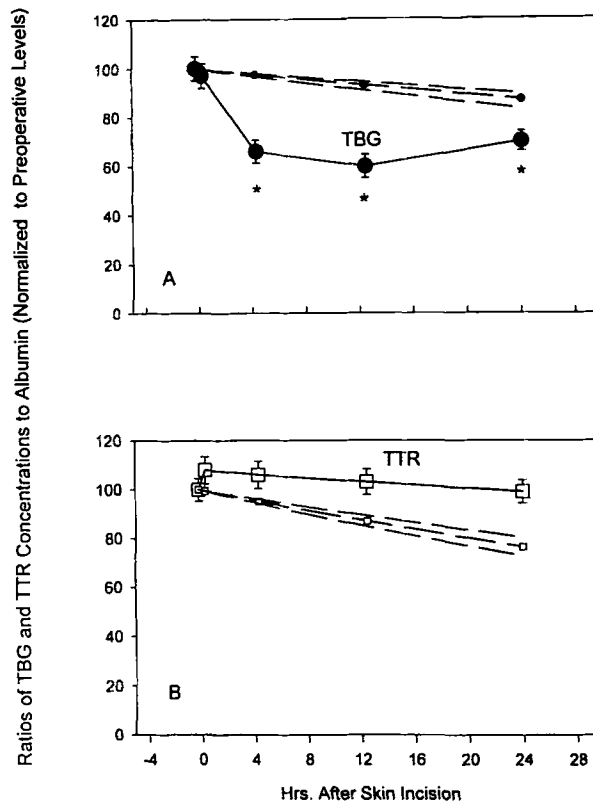 Ratios of TBG and TTR Concentrations to Albumin (Normalized to Preoperative Levels)
120
100
80
60
40
20
0
TBG
*
*
*
A
120
100
80
60
40
20
0
TTR
B
-4 0 4 8 12 16 20 24 28
Hrs. After Skin Incision